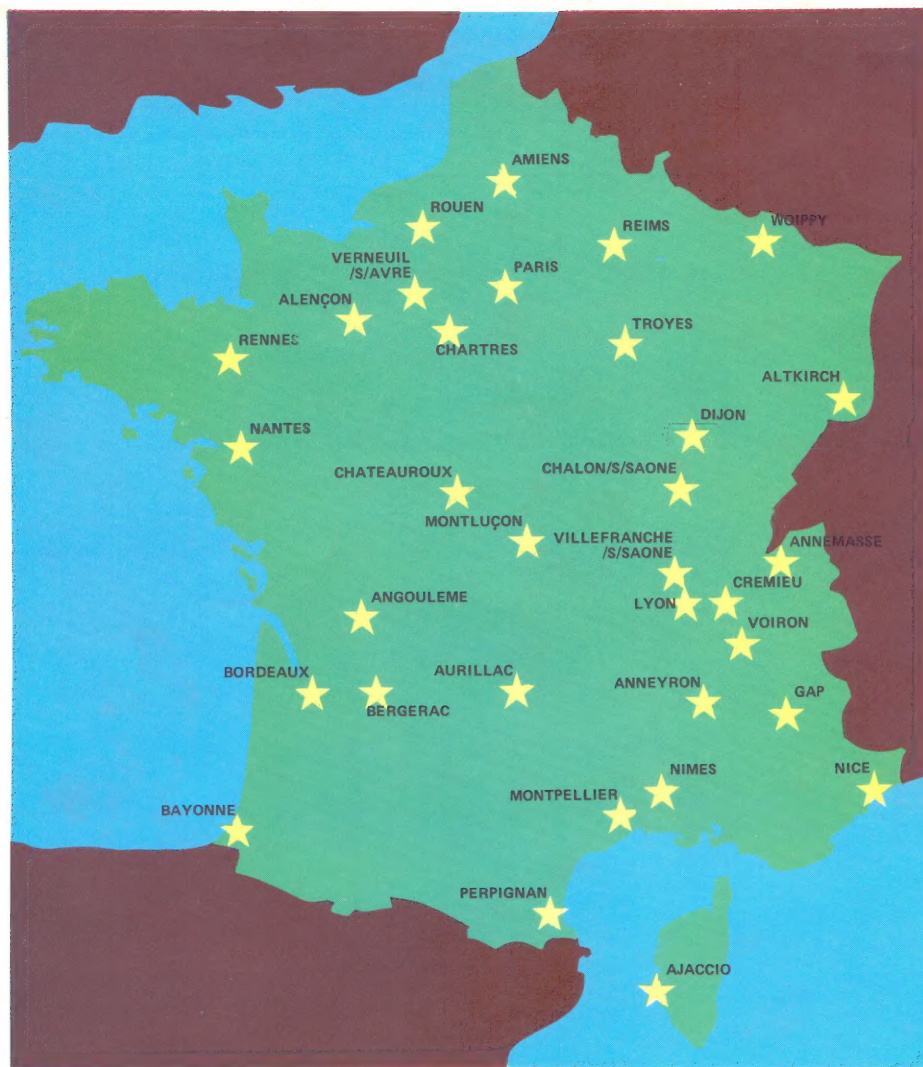 AMIENS
ROUEN
REIMS
WOIPPY
VERNEUIL
/S/AVRE
PARIS
ALENÇON
TROYES
RENNES
CHARTRES
ALTKIRCH
DIJON
NANTES
CHATEAUROUX
CHALON/S/SAONE
MONTLUÇON
VILLEFRANCHE
/S/SAONE
ANNEMASSE
CREMIEU
ANGOULEME
LYON
VOIRON
BORDEAUX
AURILLAC
ANNEYRON
GAP
BERGERAC
NIMES
NICE
MONTPELLIER
BAYONNE
PERPIGNAN
AJACCIO